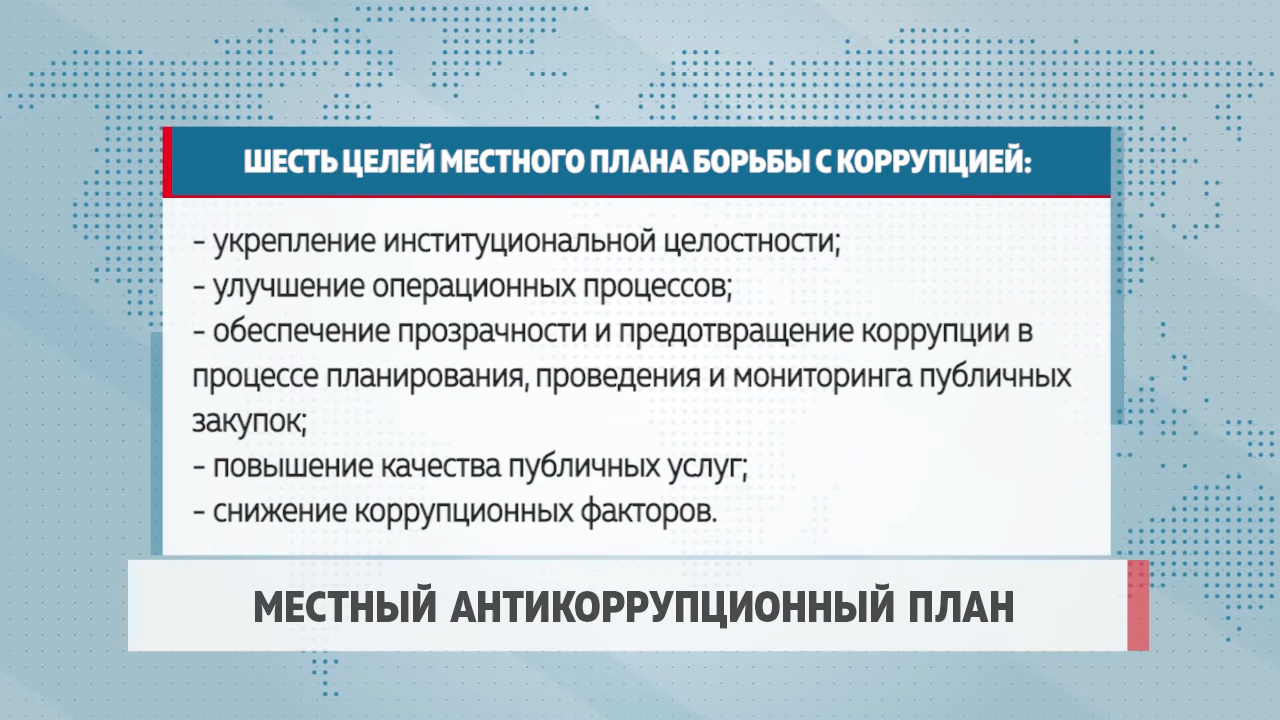 ШЕСТЬ ЦЕЛЕЙ МЕСТНОГО ПЛАНА БОРЬБЫ С КОРРУПЦИЕЙ:
– укрепление институциональной целостности;
– улучшение операционных процессов;
– обеспечение прозрачности и предотвращение коррупции в
процессе планирования, проведения и мониторинга публичных
закупок;
– повышение качества публичных услуг;
– снижение коррупционных факторов.
МЕСТНЫЙ АНТИКОРРУПЦИОННЫЙ ПЛАН